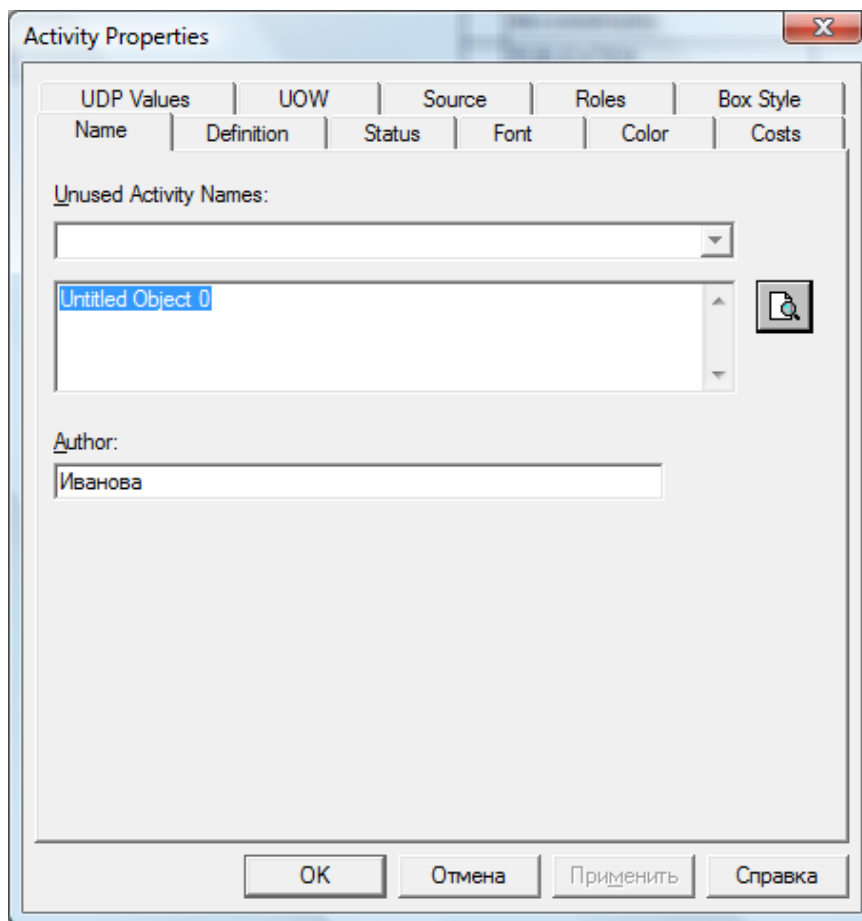 Activity Properties
UDP Values UOW Source Roles Box Style
Name Definition Status Font Color Costs
Unused Activity Names:
Untitled Object 0
Author:
Иванова
OK Отмена Применить Справка